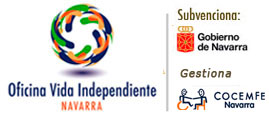 Oficina Vida Independiente
NAVARRA
Subvenciona:
Gobierno
de Navarra
Gestiona
COCEMFE
Navarra